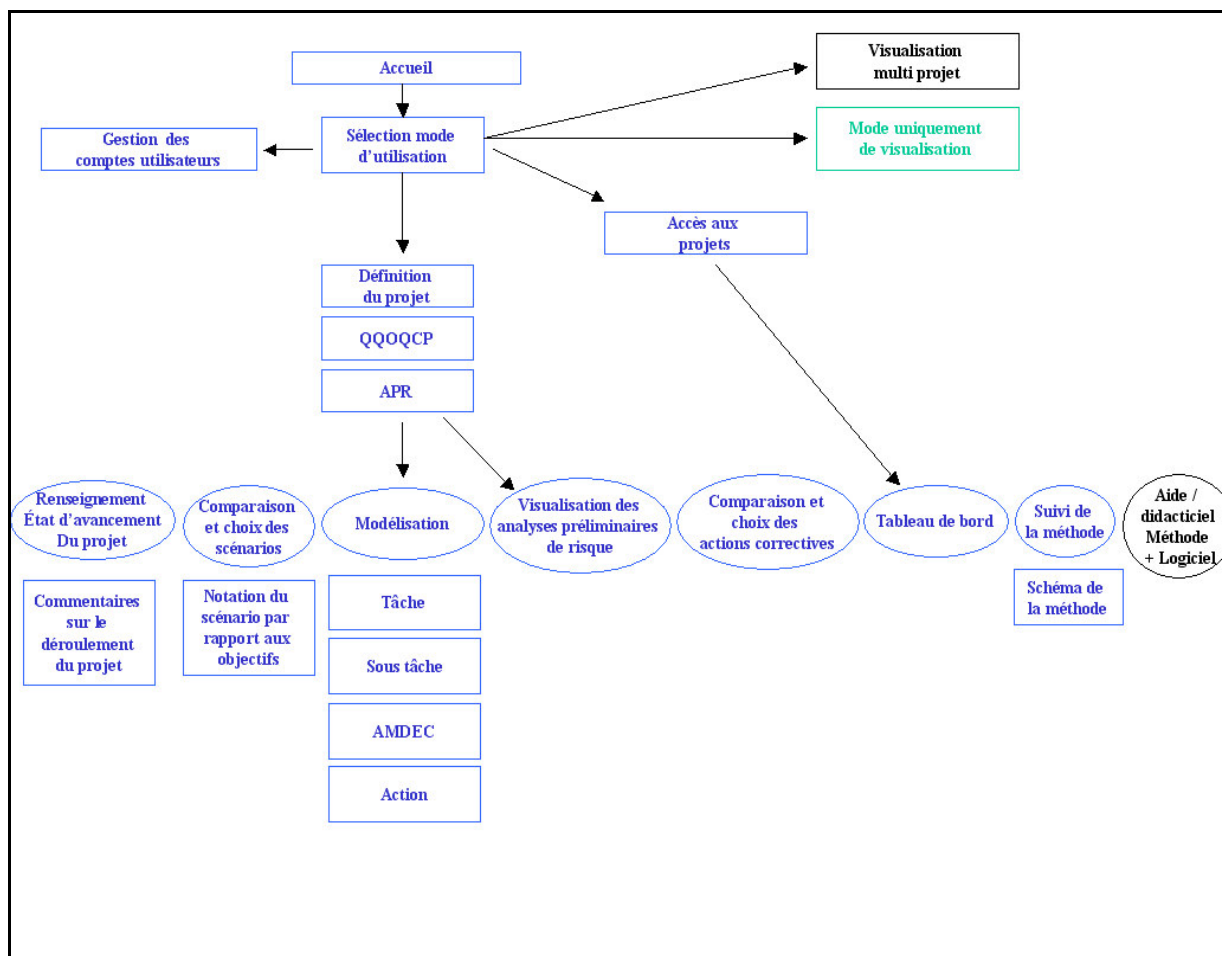 Accueil
Visualisation
multi projet
Gestion des
comptes utilisateurs
Sélection mode
d'utilisation
Mode uniquement
de visualisation
Accès aux
projets
Définition
du projet
QQOQCP
APR
Renseignement
État d'avancement
Du projet
Comparaison
et choix des
scénarios
Modélisation
Visualisation des
analyses préliminaires
de risque
Comparaison et
choix des
actions correctives
Tableau de bord
Suivi de
la méthode
Aide /
didacticiel
Méthode
+ Logiciel
Commentaires
sur le
déroulement
du projet
Notation du
scénario par
rapport aux
objectifs
Tâche
Sous tâche
AMDEC
Action
Schéma de
la méthode